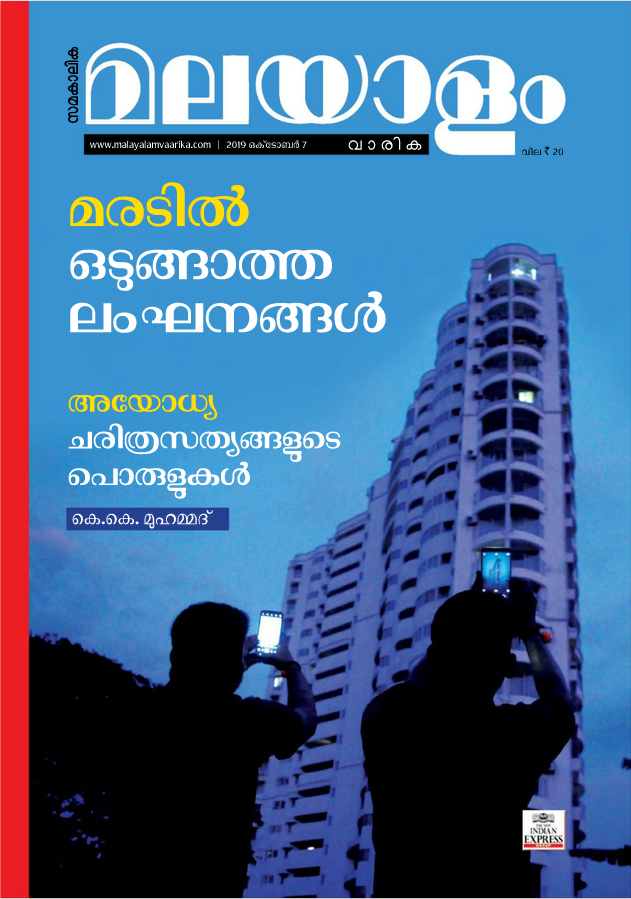 സമകാലിക
മലയാളം
www.malayalamvaarika.com | 2019 ഒക്ടോബർ 7 വാരിക
വില ₹ 20
മരടിൽ
ഒടുങ്ങാത്ത
ലംഘനങ്ങൾ
അയോധ്യ
ചരിത്രസത്യങ്ങളുടെ
പൊരുളുകൾ
കെ.കെ. മുഹമ്മദ്
THE NEW
INDIAN
EXPRESS
GROUP